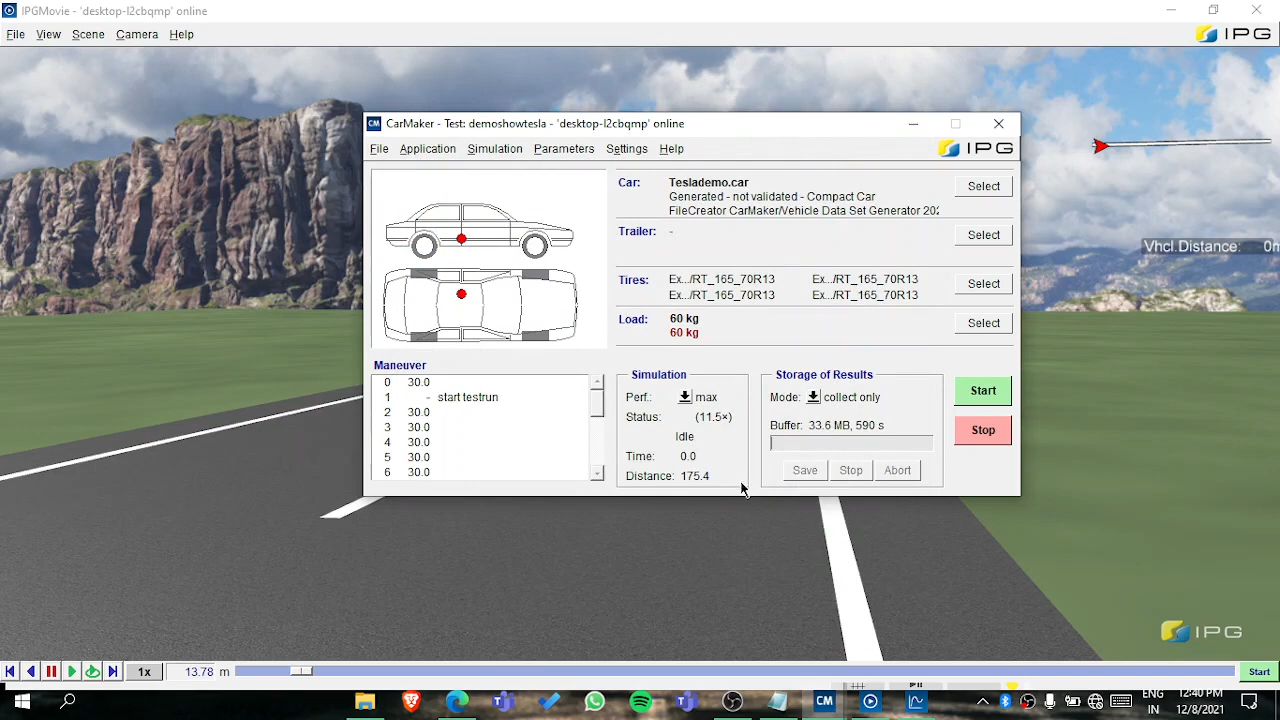 IPGMovie - 'desktop-l2cbqmp' online
File View Scene Camera Help
IPG
CarMaker - Test: demoshowtesla - 'desktop-l2cbqmp' online
File Application Simulation Parameters Settings Help
IPG
Car: Teslademo.car Select
Generated - not validated - Compact Car
FileCreator CarMaker/Vehicle Data Set Generator 202
Trailer: - Select
Vhcl.Distance: 0m
Tires: Ex../RT_165_70R13 Ex../RT_165_70R13 Select
Ex../RT_165_70R13 Ex../RT_165_70R13
Load: 60 kg Select
60 kg
Maneuver
0 30.0
1 - start testrun
2 30.0
3 30.0
4 30.0
5 30.0
6 30.0
Simulation
Perf.: max
Status: (11.5×)
Idle
Time: 0.0
Distance: 175.4
Storage of Results
Mode: collect only
Buffer: 33.6 MB, 590 s
Save Stop Abort
Start
Stop
IPG
1x 13.78 m Start
CM
ENG
IN
12:40 PM
12/8/2021